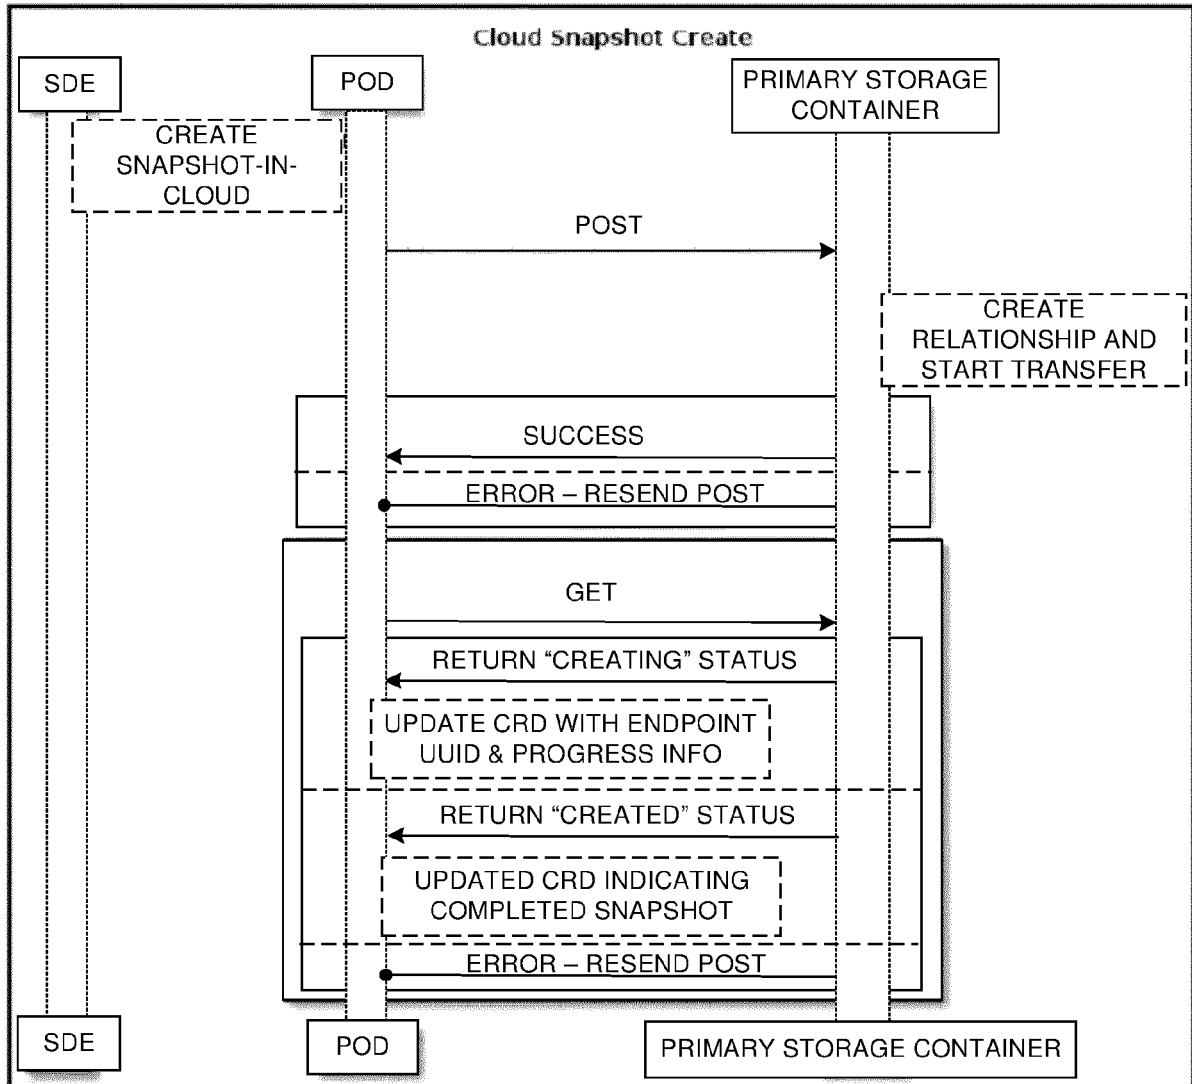 Cloud Snapshot Create
SDE
POD
PRIMARY STORAGE
CONTAINER
CREATE
SNAPSHOT-IN-
CLOUD
POST
CREATE
RELATIONSHIP AND
START TRANSFER
SUCCESS
ERROR – RESEND POST
GET
RETURN “CREATING” STATUS
UPDATE CRD WITH ENDPOINT
UUID & PROGRESS INFO
RETURN “CREATED” STATUS
UPDATED CRD INDICATING
COMPLETED SNAPSHOT
ERROR – RESEND POST
SDE
POD
PRIMARY STORAGE CONTAINER